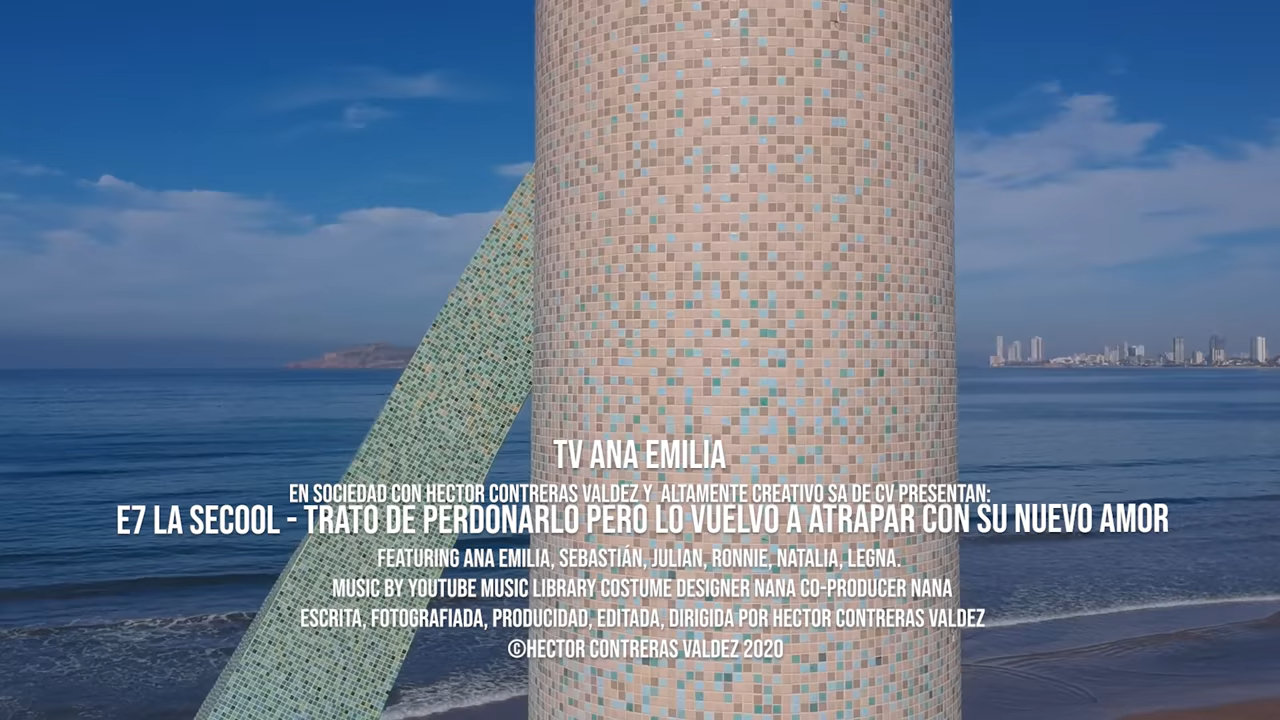 TV ANA EMILIA
EN SOCIEDAD CON HECTOR CONTRERAS VALDEZ Y ALTAMENTE CREATIVO SA DE CV PRESENTAN:
E7 LA SECOOL - TRATO DE PERDONARLO PERO LO VUELVO A ATRAPAR CON SU NUEVO AMOR
FEATURING ANA EMILIA, SEBASTIÁN, JULIAN, RONNIE, NATALIA, LEGNA.
MUSIC BY YOUTUBE MUSIC LIBRARY COSTUME DESIGNER NANA CO-PRODUCER NANA
ESCRITA, FOTOGRAFIADA, PRODUCIDAD, EDITADA, DIRIGIDA POR HECTOR CONTRERAS VALDEZ
©HECTOR CONTRERAS VALDEZ 2020